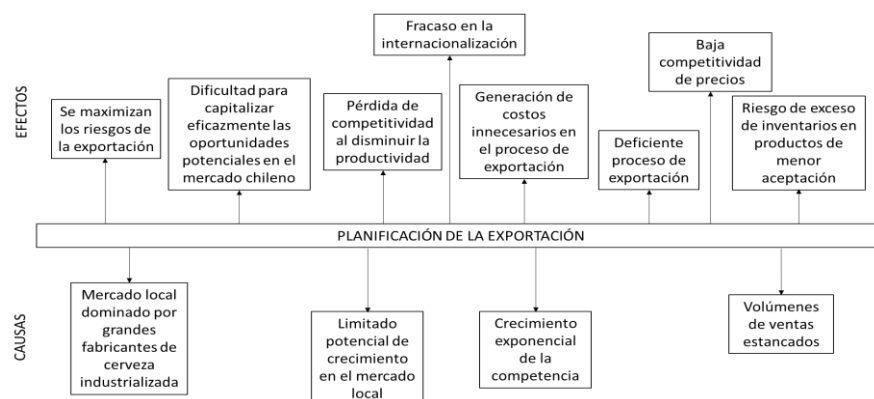 EFECTOS
Fracaso en la
internacionalización
Baja
competitividad
de precios
Se maximizan
los riesgos de
la exportación
Dificultad para
capitalizar
eficazmente las
oportunidades
potenciales en el
mercado chileno
Pérdida de
competitividad
al disminuir la
productividad
Generación de
costos
innecesarios en
el proceso de
exportación
Deficiente
proceso de
exportación
Riesgo de exceso
de inventarios en
productos de
menor
aceptación
PLANIFICACIÓN DE LA EXPORTACIÓN
CAUSAS
Mercado local
dominado por
grandes
fabricantes de
cerveza
industrializada
Limitado
potencial de
crecimiento
en el mercado
local
Crecimiento
exponencial
de la
competencia
Volúmenes
de ventas
estancados